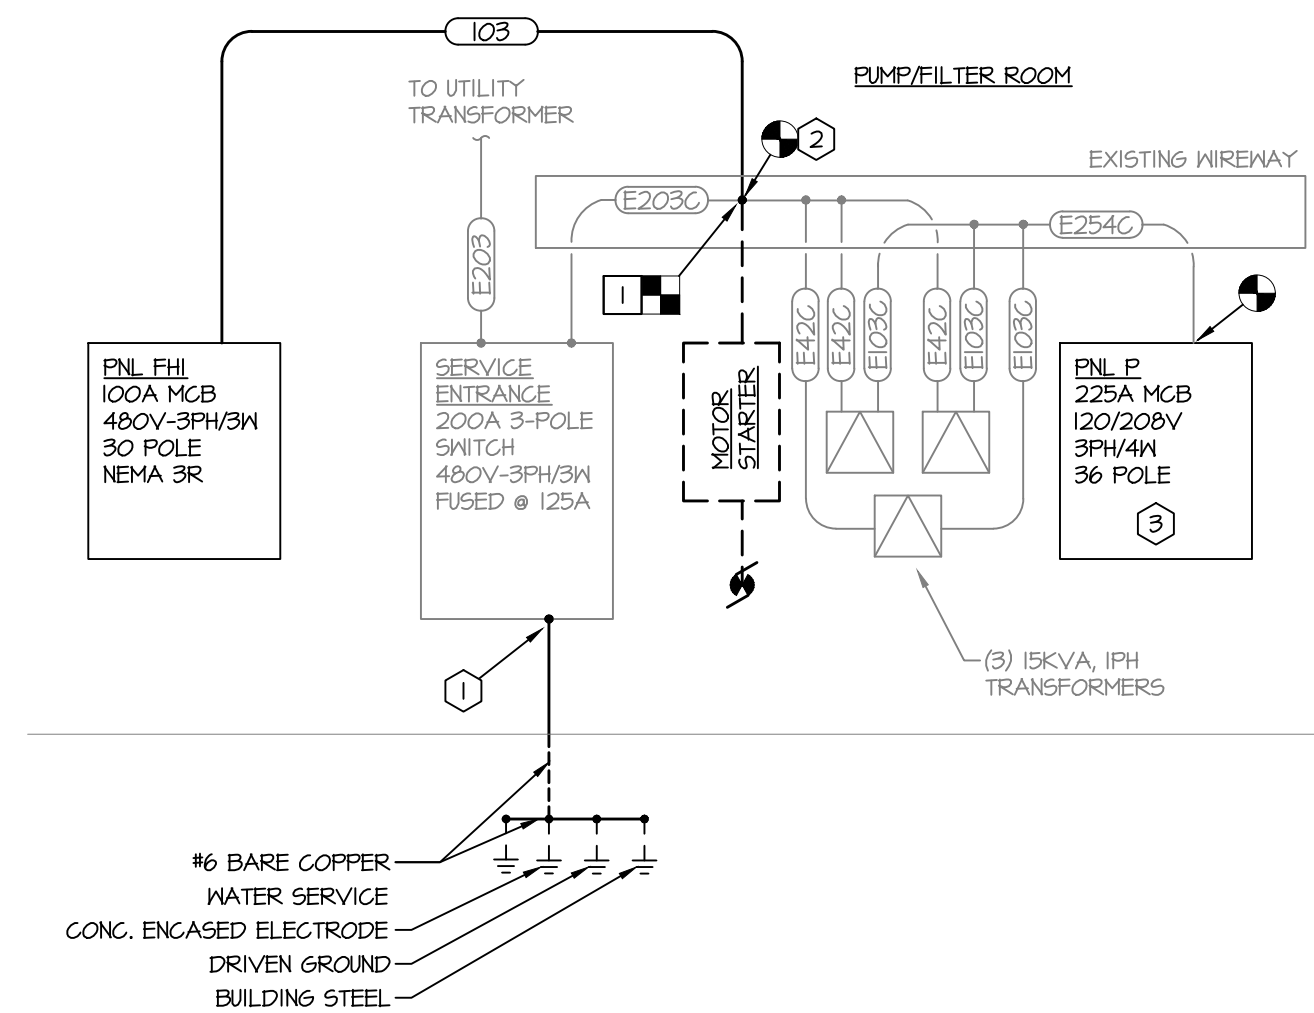 103
PUMP/FILTER ROOM
TO UTILITY
TRANSFORMER
2
EXISTING WIREWAY
E203C
E254C
E203
1
E42C
E42C
E103C
E42C
E103C
E103C
PNL FH1
100A MCB
480V-3PH/3W
30 POLE
NEMA 3R
SERVICE
ENTRANCE
200A 3-POLE
SWITCH
480V-3PH/3W
FUSED @ 125A
MOTOR
STARTER
PNL P
225A MCB
120/208V
3PH/4W
36 POLE
3
(3) 15KVA, 1PH
TRANSFORMERS
1
#6 BARE COPPER
WATER SERVICE
CONC. ENCASED ELECTRODE
DRIVEN GROUND
BUILDING STEEL